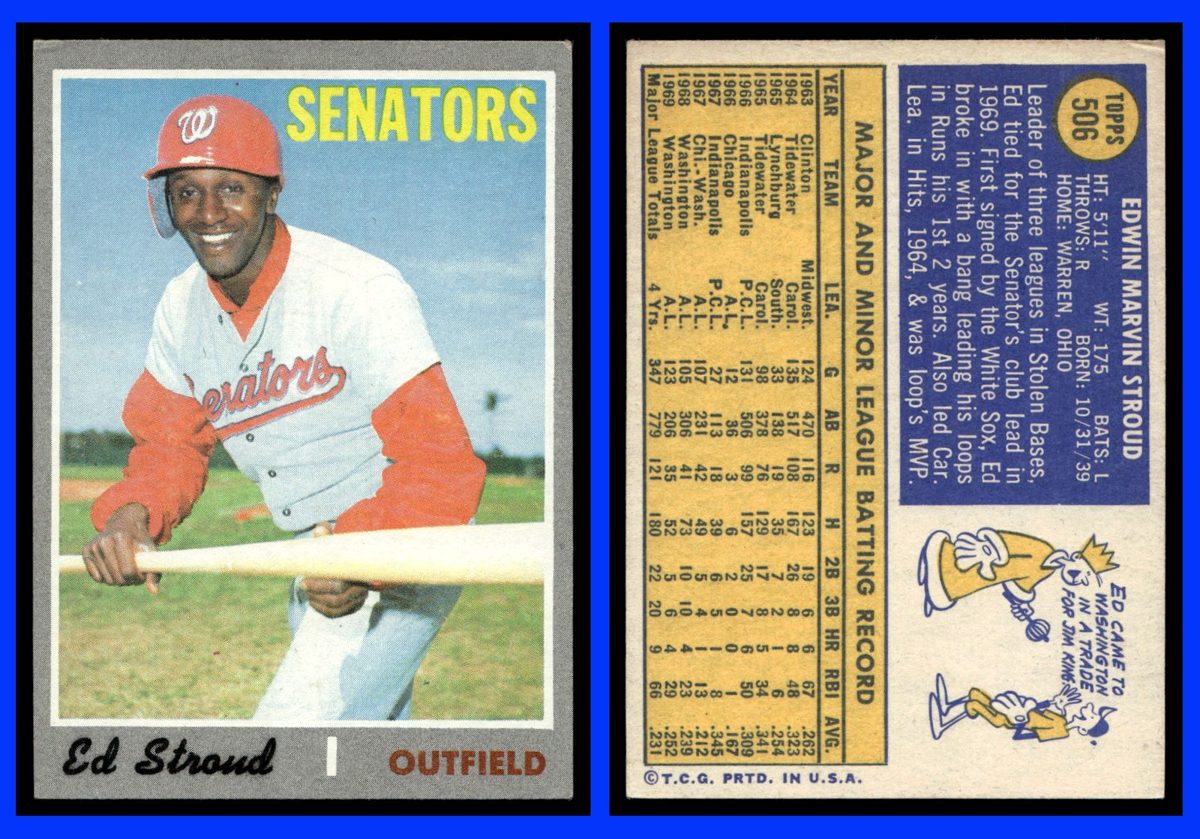 W
SENATORS
Senators
Ed Stroud
OUTFIELD
TOPPS
506
EDWIN MARVIN STROUD
HT: 5'11" WT: 175 BATS: L
THROWS: R BORN: 10/31/39
HOME: WARREN, OHIO
Leader of three leagues in Stolen Bases,
Ed tied for the Senator's club lead in
1969. First signed by the White Sox, Ed
broke in with a bang leading his loops
in Runs his 1st 2 years. Also led Car.
Lea. in Hits, 1964, & was loop's MVP.
ED CAME TO
WASHINGTON
IN A TRADE
FOR JIM KING
MAJOR AND MINOR LEAGUE BATTING RECORD
YEAR TEAM LEA G AB R H 2B 3B HR RBI AVG.
1963 Clinton Midwest. 124 470 116 123 19 6 6 67 .262
1964 Tidewater Carol. 135 517 108 167 26 8 8 48 .323
1965 Lynchburg South. 33 138 19 35 7 2 1 6 .254
1965 Tidewater Carol. 98 378 76 129 17 8 5 34 .341
1966 Indianapolis P.C.L. 131 506 99 157 25 7 6 50 .309
1966 Chicago A.L. 12 36 3 6 2 0 0 1 .167
1967 Indianapolis P.C.L. 27 113 18 39 7 2 1 8 .345
1967 Chi.-Wash. A.L. 107 231 42 49 5 4 1 13 .212
1968 Washington A.L. 105 306 41 73 10 10 4 23 .239
1969 Washington A.L. 123 206 35 52 5 6 4 29 .252
Major League Totals 4 Yrs. 347 779 121 180 22 20 9 66 .231
©T.C.G. PRTD. IN U.S.A.